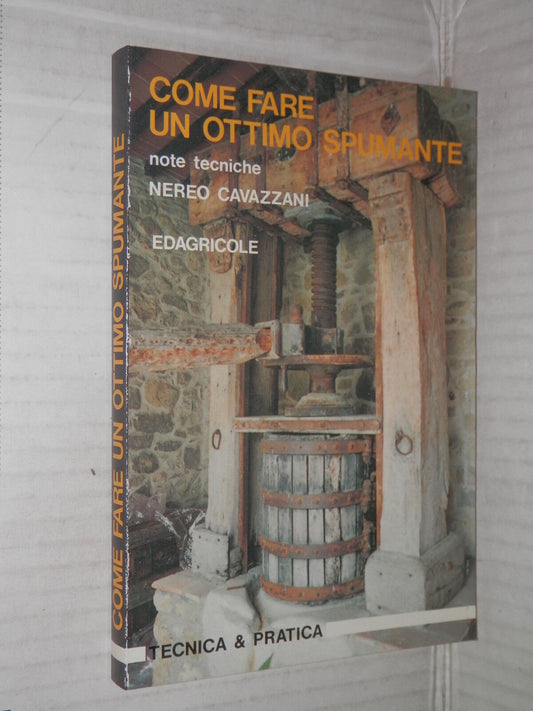 COME FARE
UN OTTIMO SPUMANTE
note tecniche
NEREO CAVAZZANI
EDAGRICOLE
TECNICA & PRATICA
COME FARE UN OTTIMO SPUMANTE